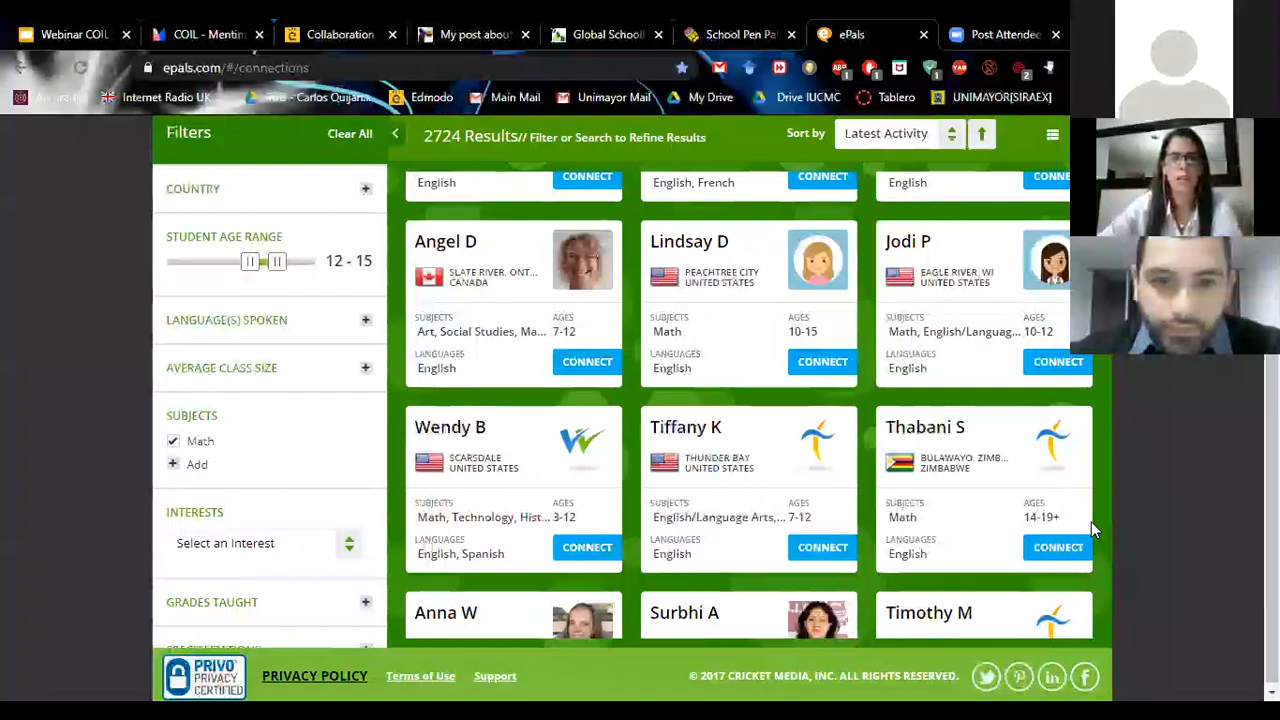 Webinar COIL
COIL - Mentin
Collaboration
My post abou
Global Schooll
School Pen Pa
ePals
Post Attendee
epals.com/#/connections
Internet Radio UK
Carlos Quijan...
Edmodo
Main Mail
Unimayor Mail
My Drive
Drive IUCMC
Tablero
UNIMAYOR[SIRAEX]
Filters
Clear All
2724 Results// Filter or Search to Refine Results
Sort by
Latest Activity
COUNTRY
STUDENT AGE RANGE
12 - 15
LANGUAGE(S) SPOKEN
AVERAGE CLASS SIZE
SUBJECTS
Math
Add
INTERESTS
Select an Interest
GRADES TAUGHT
English
CONNECT
English, French
CONNECT
English
CONNE
Angel D
SLATE RIVER, ONT...
CANADA
SUBJECTS
AGES
Art, Social Studies, Ma...
7-12
LANGUAGES
English
CONNECT
Lindsay D
PEACHTREE CITY
UNITED STATES
SUBJECTS
AGES
Math
10-15
LANGUAGES
English
CONNECT
Jodi P
EAGLE RIVER, WI
UNITED STATES
SUBJECTS
AGES
Math, English/Languag...
10-12
LANGUAGES
English
CONNECT
Wendy B
SCARSDALE
UNITED STATES
SUBJECTS
AGES
Math, Technology, Hist...
3-12
LANGUAGES
English, Spanish
CONNECT
Tiffany K
THUNDER BAY
UNITED STATES
SUBJECTS
AGES
English/Language Arts,...
7-12
LANGUAGES
English
CONNECT
Thabani S
BULAWAYO, ZIMB...
ZIMBABWE
SUBJECTS
AGES
Math
14-19+
LANGUAGES
English
CONNECT
Anna W
Surbhi A
Timothy M
PRIVO
PRIVACY
CERTIFIED
PRIVACY POLICY
Terms of Use
Support
© 2017 CRICKET MEDIA, INC. ALL RIGHTS RESERVED.